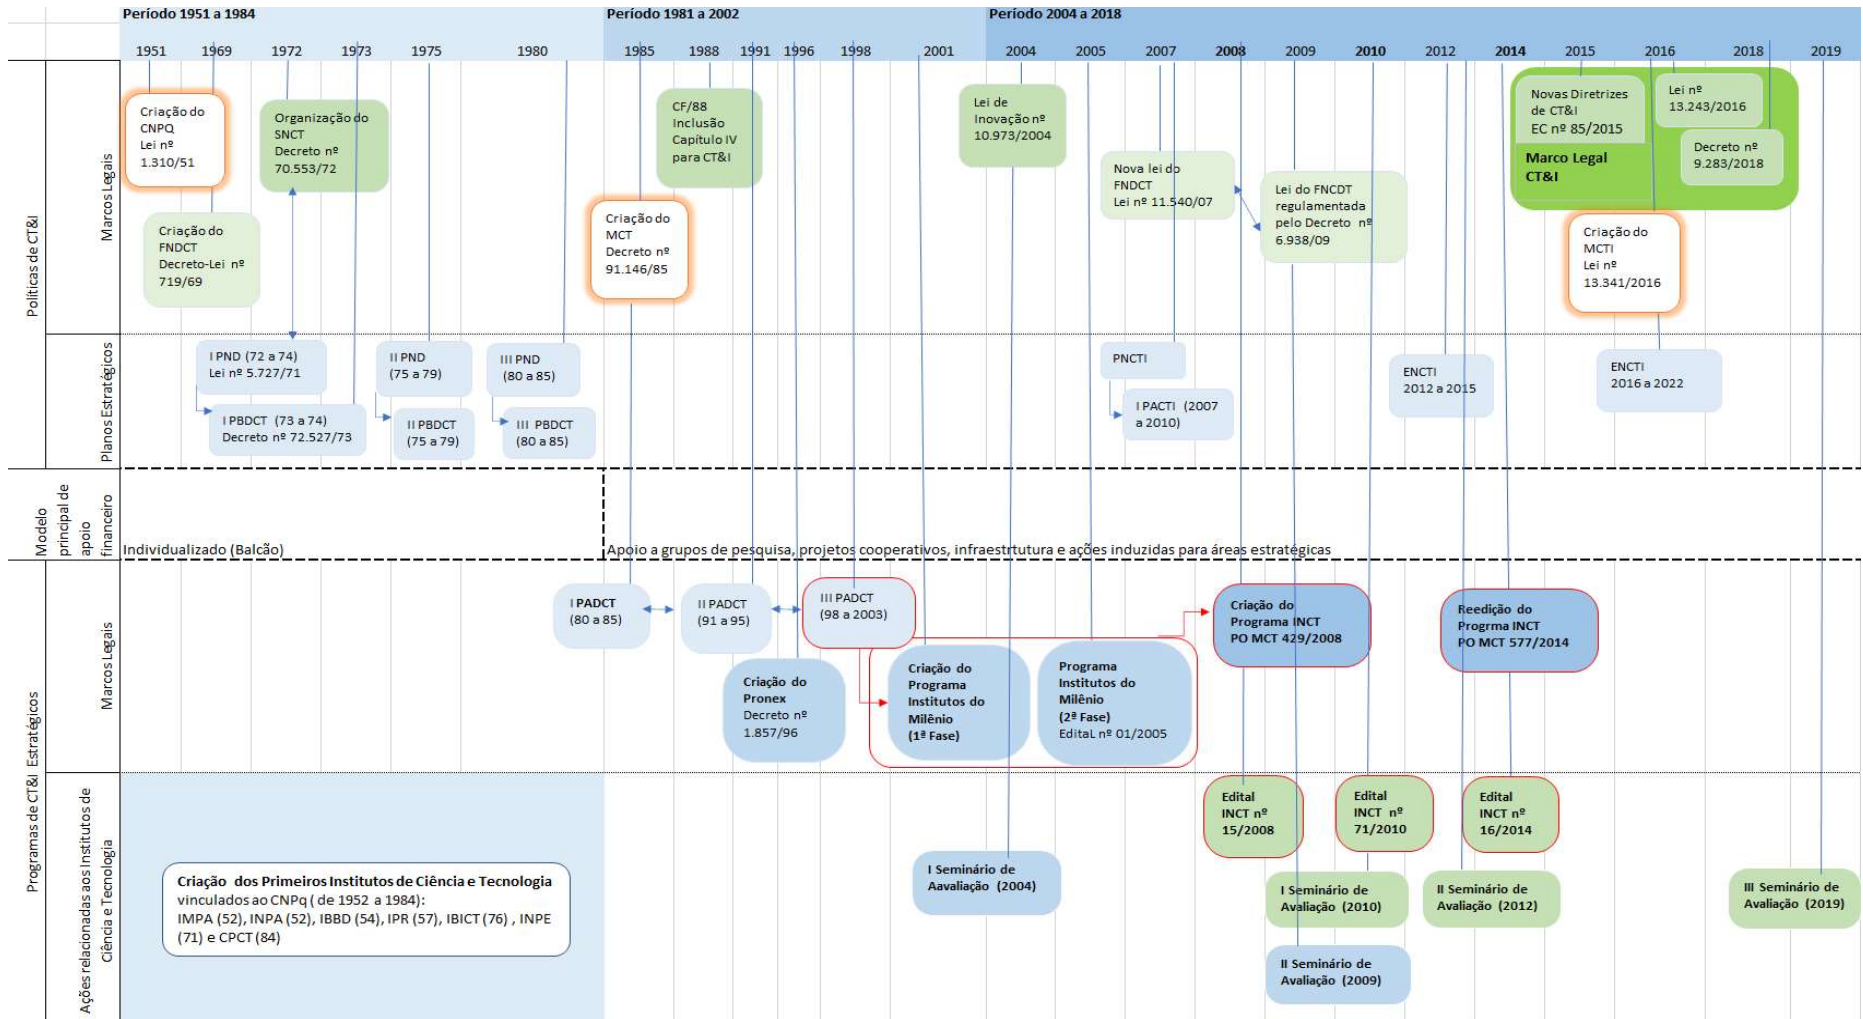 Período 1951 a 1984
Período 1981 a 2002
Período 2004 a 2018
1951
1969
1972
1973
1975
1980
1985
1988
1991
1996
1998
2001
2004
2005
2007
2008
2009
2010
2012
2014
2015
2016
2018
2019
Políticas de CT&I
Marcos Legais
Criação do
CNPQ
Lei nº
1.310/51
Criação do
FNDCT
Decreto-Lei nº
719/69
Organização do
SNCT
Decreto nº
70.553/72
Criação do
MCT
Decreto nº
91.146/85
CF/88
Inclusão
Capítulo IV
para CT&I
Lei de
Inovação nº
10.973/2004
Nova lei do
FNDCT
Lei nº 11.540/07
Lei do FNCDT
regulamentada
pelo Decreto nº
6.938/09
Novas Diretrizes
de CT&I
EC nº 85/2015
Marco Legal
CT&I
Lei nº
13.243/2016
Decreto nº
9.283/2018
Criação do
MCTI
Lei nº
13.341/2016
Planos Estratégicos
I PND (72 a 74)
Lei nº 5.727/71
I PBDCT (73 a 74)
Decreto nº 72.527/73
II PND
(75 a 79)
II PBDCT
(75 a 79)
III PND
(80 a 85)
III PBDCT
(80 a 85)
PNCTI
I PACTI (2007
a 2010)
ENCTI
2012 a 2015
ENCTI
2016 a 2022
Modelo
principal de
apoio
financeiro
Individualizado (Balcão)
Apoio a grupos de pesquisa, projetos cooperativos, infraestrtutura e ações induzidas para áreas estratégicas
Programas de CT&I Estratégicos
Marcos Legais
I PADCT
(80 a 85)
II PADCT
(91 a 95)
III PADCT
(98 a 2003)
Criação do
Pronex
Decreto nº
1.857/96
Criação do
Programa
Institutos do
Milênio
(1ª Fase)
Programa
Institutos do
Milênio
(2ª Fase)
EditaL nº 01/2005
Criação do
Programa INCT
PO MCT 429/2008
Reedição do
Progrma INCT
PO MCT 577/2014
Ações relacionadas aos Institutos de
Ciência e Tecnologia
Criação dos Primeiros Institutos de Ciência e Tecnologia
vinculados ao CNPq ( de 1952 a 1984):
IMPA (52), INPA (52), IBBD (54), IPR (57), IBICT (76) , INPE
(71) e CPCT (84)
I Seminário de
Aavaliação (2004)
Edital
INCT nº
15/2008
Edital
INCT nº
71/2010
Edital
INCT nº
16/2014
I Seminário de
Avaliação (2010)
II Seminário de
Avaliação (2012)
III Seminário de
Avaliação (2019)
II Seminário de
Avaliação (2009)